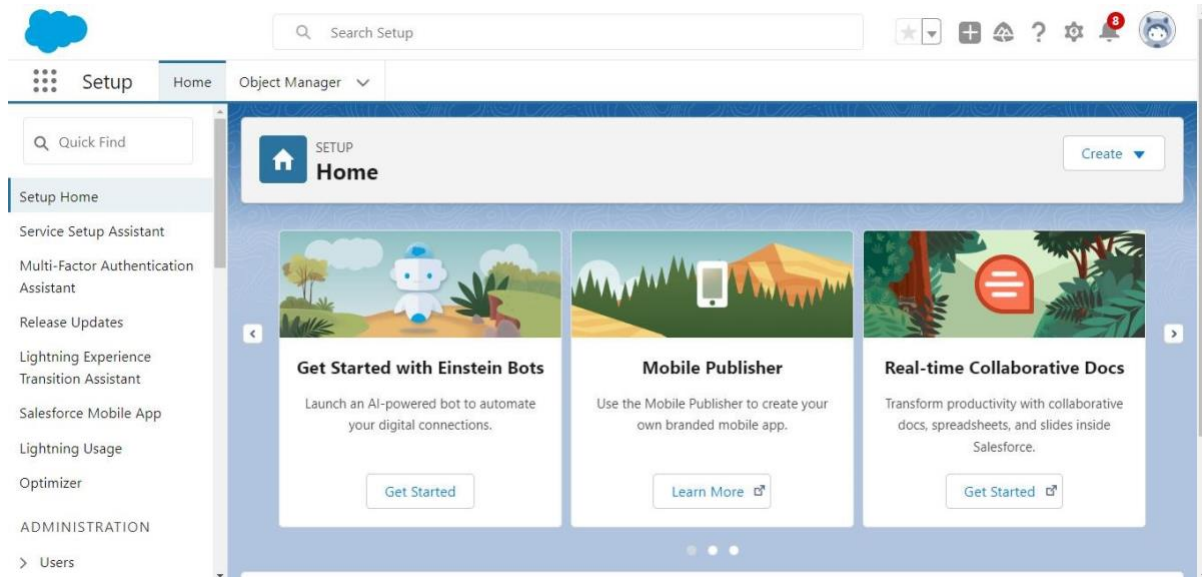 Search Setup
8
Setup
Home
Object Manager
Quick Find
Setup Home
Service Setup Assistant
Multi-Factor Authentication
Assistant
Release Updates
Lightning Experience
Transition Assistant
Salesforce Mobile App
Lightning Usage
Optimizer
ADMINISTRATION
Users
SETUP
Home
Create
Get Started with Einstein Bots
Launch an AI-powered bot to automate
your digital connections.
Get Started
Mobile Publisher
Use the Mobile Publisher to create your
own branded mobile app.
Learn More
Real-time Collaborative Docs
Transform productivity with collaborative
docs, spreadsheets, and slides inside
Salesforce.
Get Started